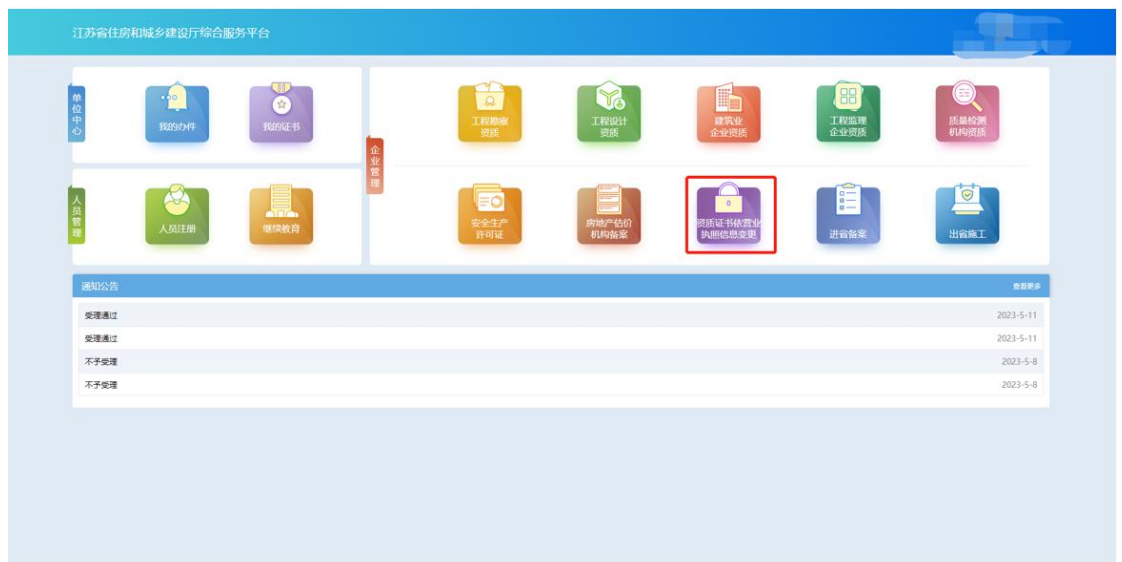 江苏省住房和城乡建设厅综合服务平台
单位中心
我的办件
我的证书
人员管理
人员注册
继续教育
企业管理
工程勘察
资质
工程设计
资质
建筑业
企业资质
工程监理
企业资质
质量检测
机构资质
安全生产
许可证
房地产估价
机构备案
资质证书依营业
执照信息变更
进省备案
出省施工
通知公告
查看更多
受理通过 2023-5-11
受理通过 2023-5-11
不予受理 2023-5-8
不予受理 2023-5-8